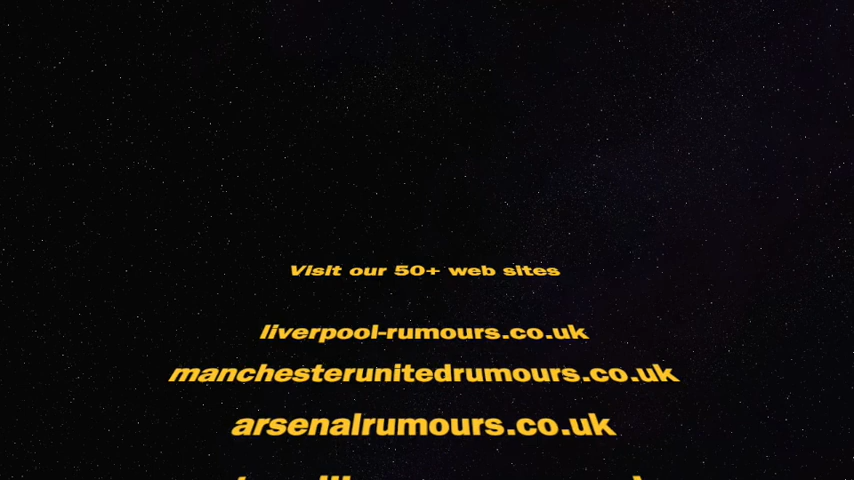 Visit our 50+ web sites
liverpool-rumours.co.uk
manchesterunitedrumours.co.uk
arsenalrumours.co.uk